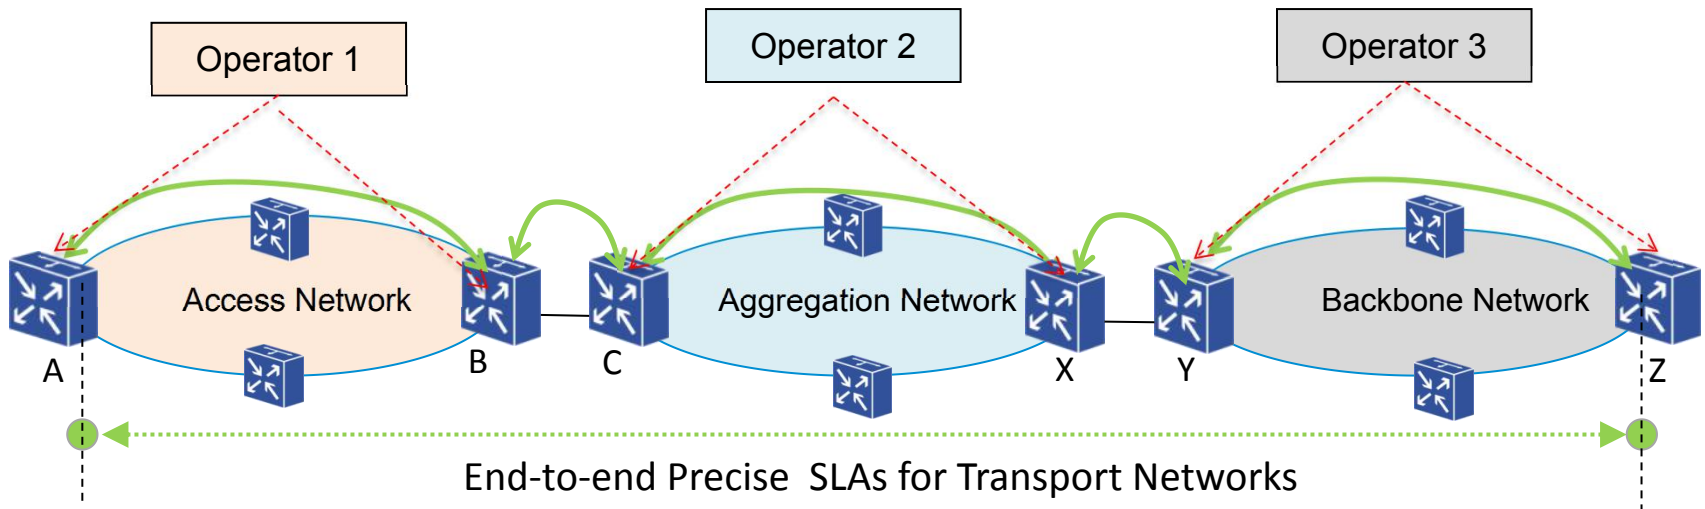 Operator 1
Operator 2
Operator 3
Access Network
Aggregation Network
Backbone Network
A
B
C
X
Y
Z
End-to-end Precise SLAs for Transport Networks